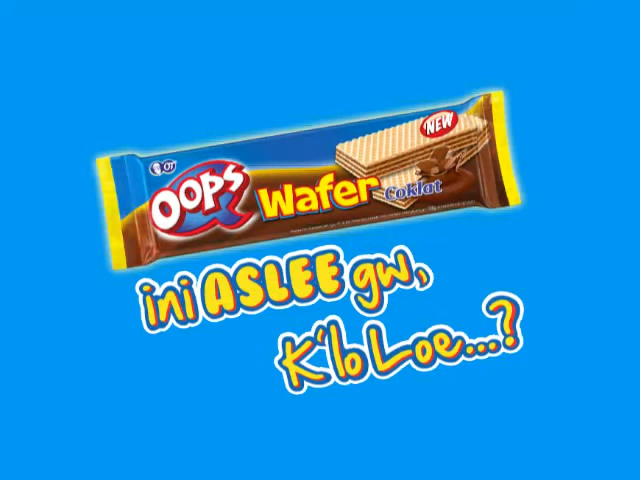 OT
OOPS
Wafer Coklat
NEW
ini ASLEE gw,
K'lo Loe...?